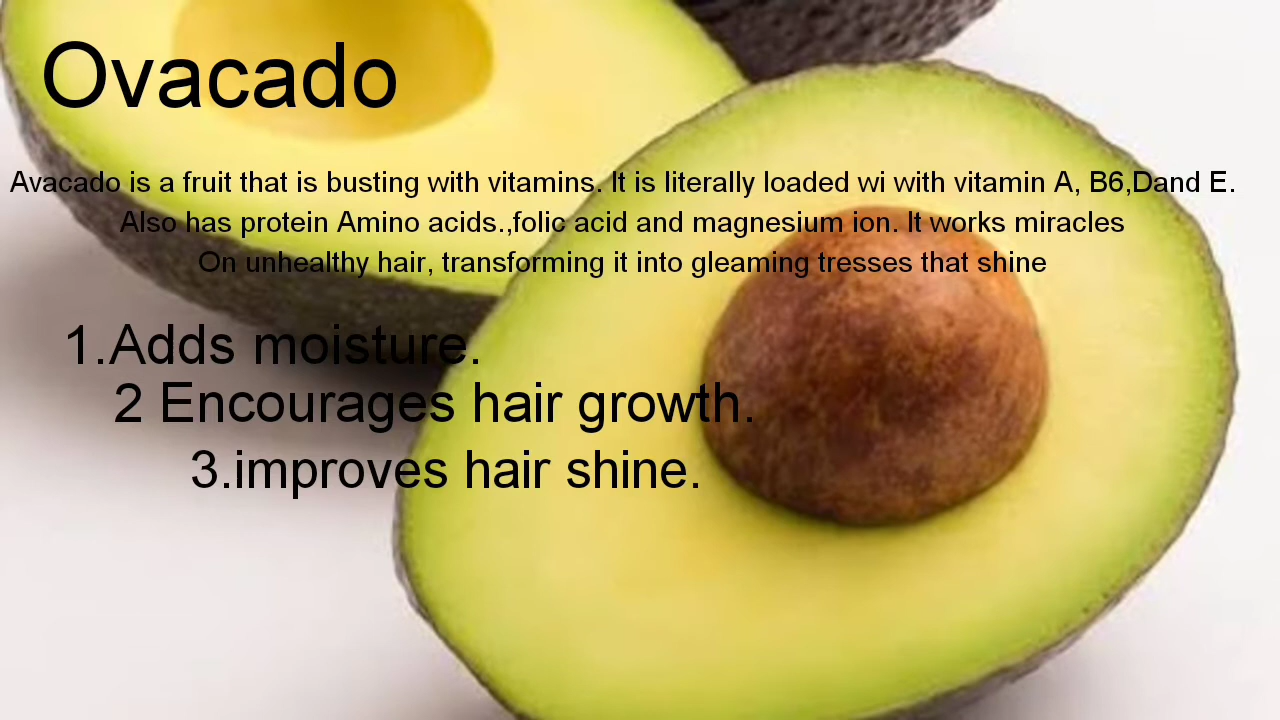 Ovacado
Avacado is a fruit that is busting with vitamins. It is literally loaded wi with vitamin A, B6,Dand E.
Also has protein Amino acids.,folic acid and magnesium ion. It works miracles
On unhealthy hair, transforming it into gleaming tresses that shine
1.Adds moisture.
2 Encourages hair growth.
3.improves hair shine.